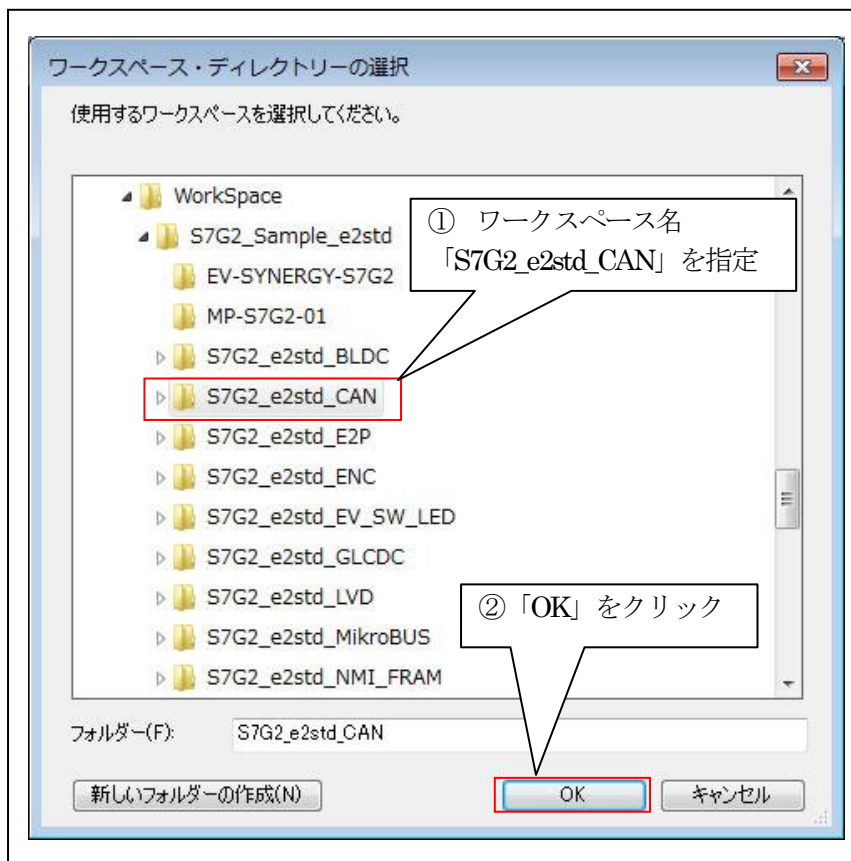 ワークスペース・ディレクトリーの選択
使用するワークスペースを選択してください。
WorkSpace
S7G2_Sample_e2std
EV-SYNERGY-S7G2
MP-S7G2-01
S7G2_e2std_BLDC
S7G2_e2std_CAN
S7G2_e2std_E2P
S7G2_e2std_ENC
S7G2_e2std_EV_SW_LED
S7G2_e2std_GLCDC
S7G2_e2std_LVD
S7G2_e2std_MikroBUS
S7G2_e2std_NMI_FRAM
① ワークスペース名
「S7G2_e2std_CAN」を指定
②「OK」をクリック
フォルダー(F): S7G2_e2std_CAN
新しいフォルダーの作成(N) OK キャンセル